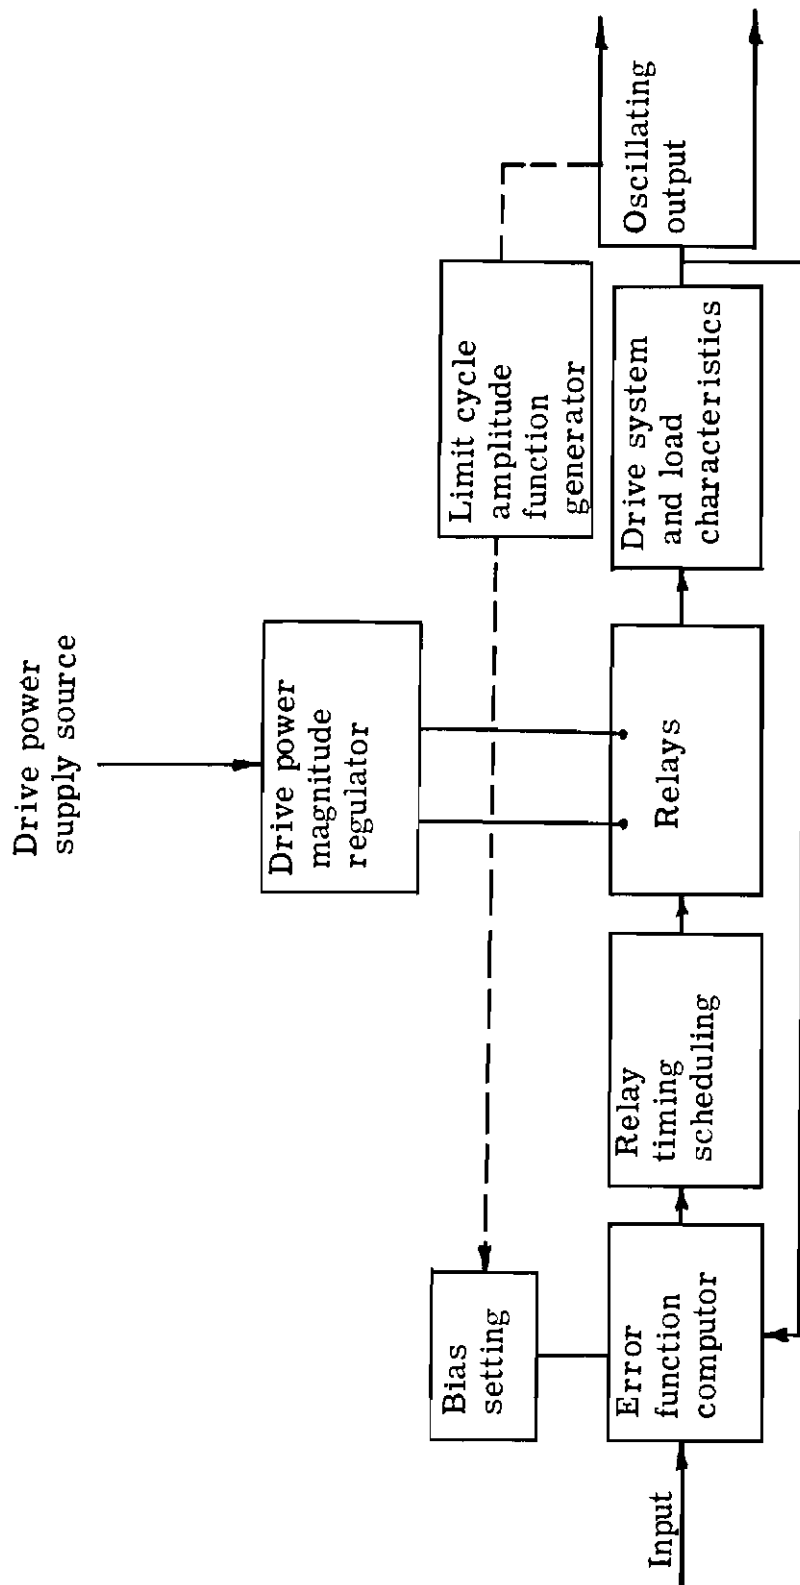 Drive power
supply source
Drive power
magnitude
regulator
Limit cycle
amplitude
function
generator
Bias
setting
Input
Error
function
computor
Relay
timing
scheduling
Relays
Drive system
and load
characteristics
Oscillating
output